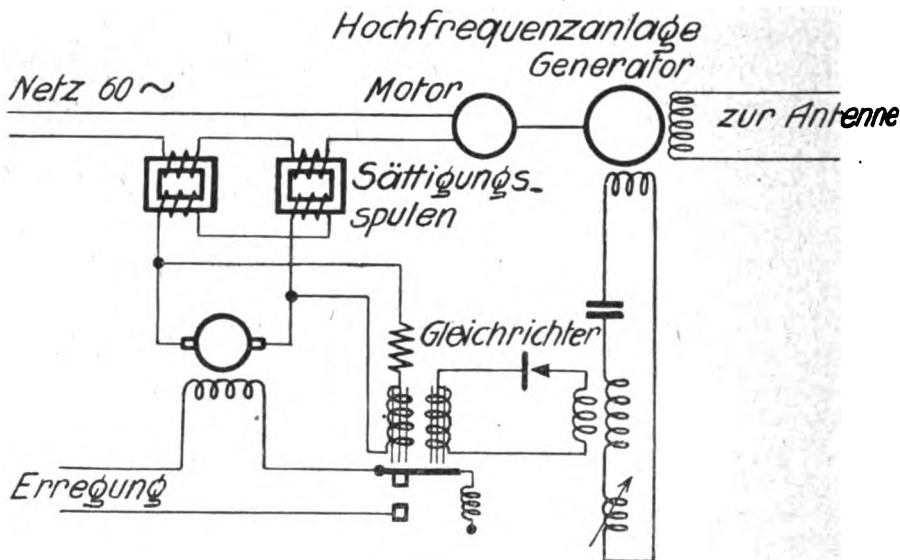 Hochfrequenzanlage
Generator
Netz 60 ~
Motor
zur Antenne
Sättigungs-
spulen
Gleichrichter
Erregung